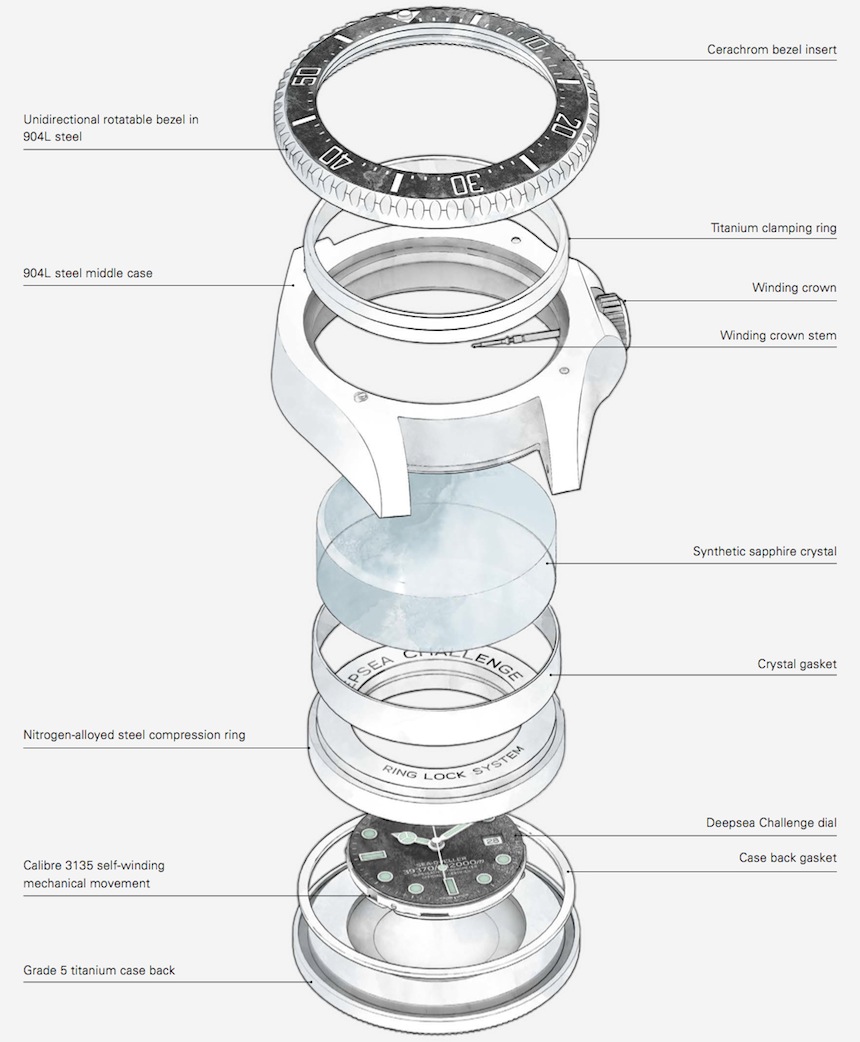 Cerachrom bezel insert
10
50
Unidirectional rotatable bezel in
904L steel
20
40
30
Titanium clamping ring
904L steel middle case
Winding crown
Winding crown stem
Synthetic sapphire crystal
EPSEA CHALLENGE
Crystal gasket
Nitrogen-alloyed steel compression ring
RING LOCK SYSTEM
Deepsea Challenge dial
28
Case back gasket
Calibre 3135 self-winding
mechanical movement
Grade 5 titanium case back